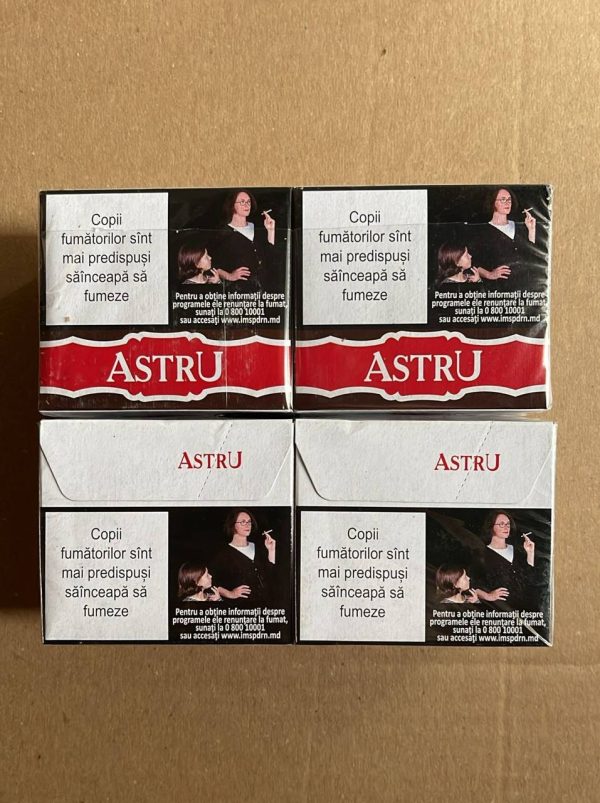 Copii
fumătorilor sînt
mai predispuși
săînceapă să
fumeze
Pentru a obține informații despre
programele ele renunțare la fumat,
sunați la 0 800 10001
sau accesați www.imspdrn.md
ASTRU
Copii
fumătorilor sînt
mai predispuși
săînceapă să
fumeze
Pentru a obține informații despre
programele ele renunțare la fumat,
sunați la 0 800 10001
sau accesați www.imspdrn.md
ASTRU
ASTRU
Copii
fumătorilor sînt
mai predispuși
săînceapă să
fumeze
Pentru a obține informații despre
programele ele renunțare la fumat,
sunați la 0 800 10001
sau accesați www.imspdrn.md
ASTRU
Copii
fumătorilor sînt
mai predispuși
săînceapă să
fumeze
Pentru a obține informații despre
programele ele renunțare la fumat,
sunați la 0 800 10001
sau accesați www.imspdrn.md